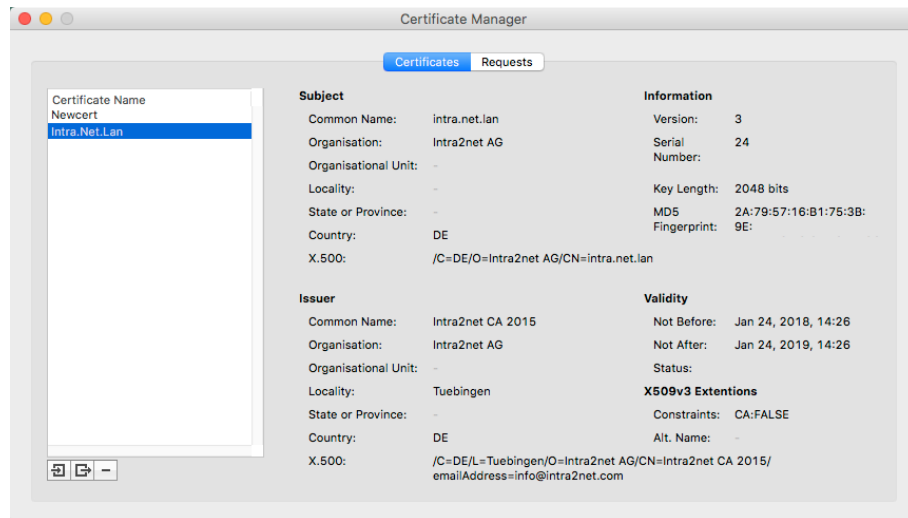 Certificate Manager
Certificates Requests
Certificate Name
Newcert
Intra.Net.Lan
Subject
Common Name: intra.net.lan
Organisation: Intra2net AG
Organisational Unit: -
Locality: -
State or Province: -
Country: DE
X.500: /C=DE/O=Intra2net AG/CN=intra.net.lan
Information
Version: 3
Serial 24
Number:
Key Length: 2048 bits
MD5 2A:79:57:16:B1:75:3B:
Fingerprint: 9E:
Issuer
Common Name: Intra2net CA 2015
Organisation: Intra2net AG
Organisational Unit: -
Locality: Tuebingen
State or Province: -
Country: DE
X.500: /C=DE/L=Tuebingen/O=Intra2net AG/CN=Intra2net CA 2015/
emailAddress=info@intra2net.com
Validity
Not Before: Jan 24, 2018, 14:26
Not After: Jan 24, 2019, 14:26
Status:
X509v3 Extentions
Constraints: CA:FALSE
Alt. Name: -